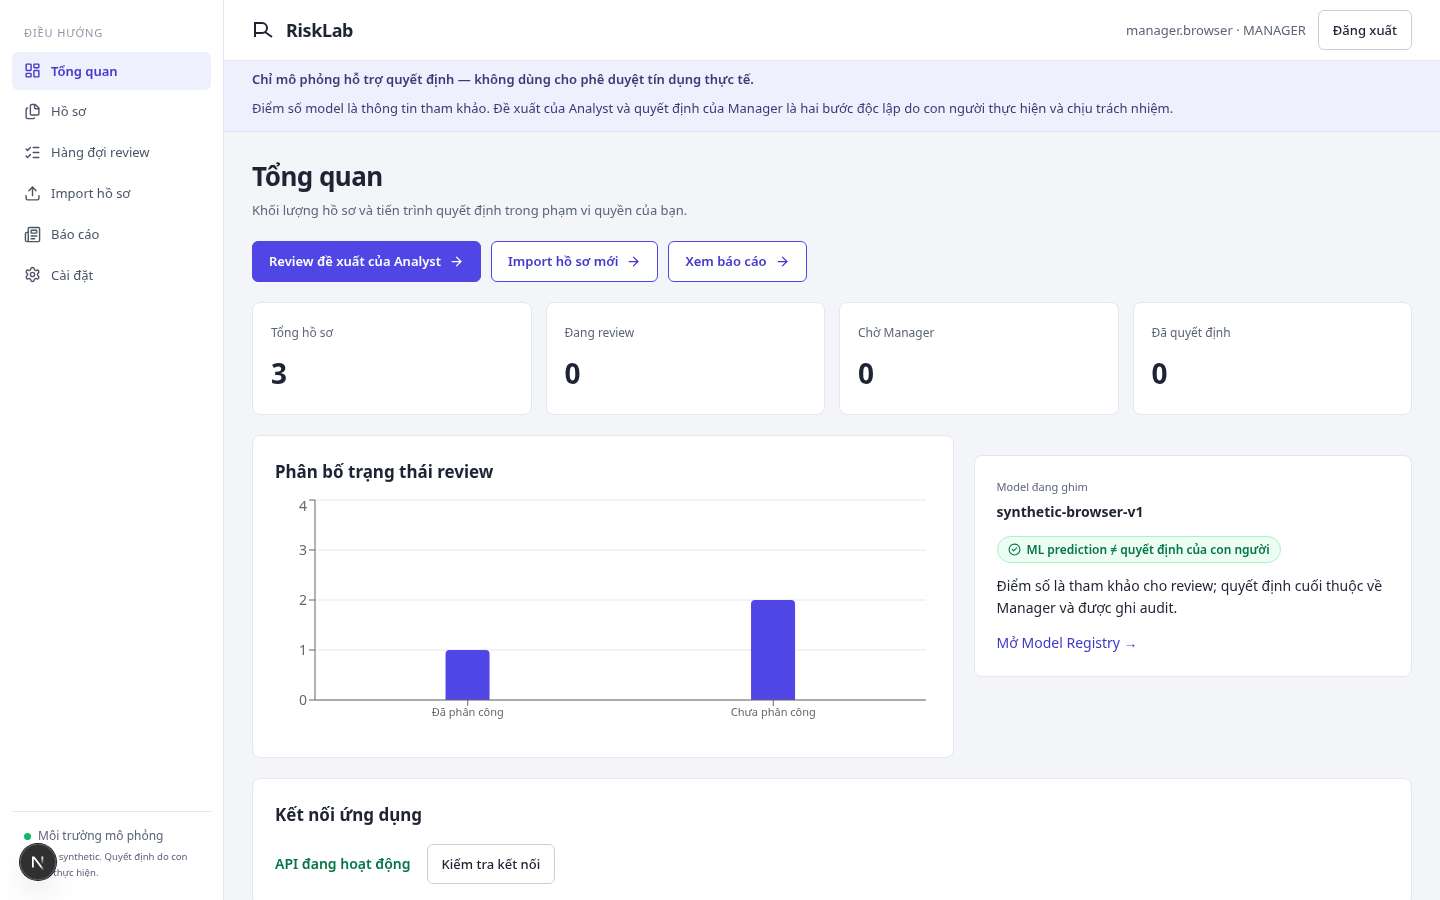 ĐIỀU HƯỚNG
Tổng quan
Hồ sơ
Hàng đợi review
Import hồ sơ
Báo cáo
Cài đặt
Môi trường mô phỏng
synthetic. Quyết định do con
thực hiện.
RiskLab
manager.browser · MANAGER
Đăng xuất
Chỉ mô phỏng hỗ trợ quyết định — không dùng cho phê duyệt tín dụng thực tế.
Điểm số model là thông tin tham khảo. Đề xuất của Analyst và quyết định của Manager là hai bước độc lập do con người thực hiện và chịu trách nhiệm.
Tổng quan
Khối lượng hồ sơ và tiến trình quyết định trong phạm vi quyền của bạn.
Review đề xuất của Analyst →
Import hồ sơ mới →
Xem báo cáo →
Tổng hồ sơ
3
Đang review
0
Chờ Manager
0
Đã quyết định
0
Phân bố trạng thái review
4
3
2
1
0
Đã phân công
Chưa phân công
Model đang ghim
synthetic-browser-v1
ML prediction ≠ quyết định của con người
Điểm số là tham khảo cho review; quyết định cuối thuộc về
Manager và được ghi audit.
Mở Model Registry →
Kết nối ứng dụng
API đang hoạt động
Kiểm tra kết nối